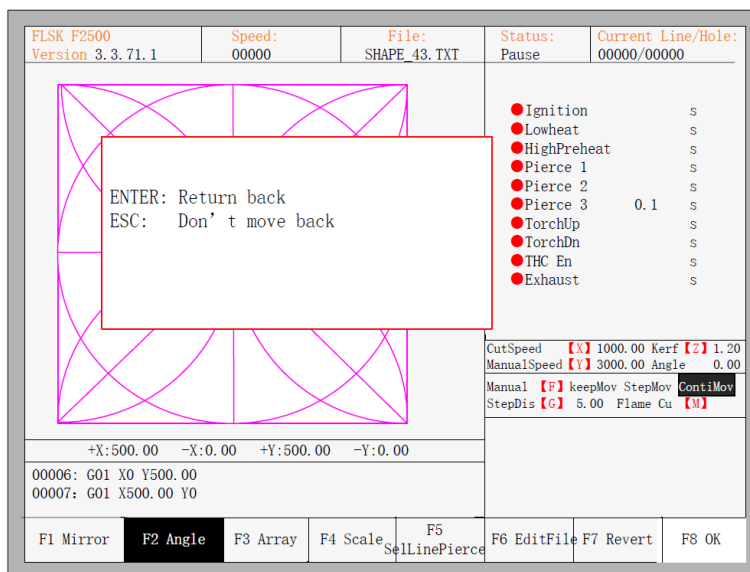 FLSK F2500
Version 3.3.71.1
Speed:
00000
File:
SHAPE_43.TXT
Status:
Pause
Current Line/Hole:
00000/00000
ENTER: Return back
ESC: Don't move back
Ignition s
Lowheat s
HighPreheat s
Pierce 1 s
Pierce 2 s
Pierce 3 0.1 s
TorchUp s
TorchDn s
THC En s
Exhaust s
CutSpeed 【X】 1000.00 Kerf 【Z】 1.20
ManualSpeed 【Y】 3000.00 Angle 0.00
Manual 【F】 keepMov StepMov ContiMov
StepDis 【G】 5.00 Flame Cu 【M】
+X:500.00 -X:0.00 +Y:500.00 -Y:0.00
00006: G01 X0 Y500.00
00007: G01 X500.00 Y0
F1 Mirror
F2 Angle
F3 Array
F4 Scale
F5
SelLinePierce
F6 EditFile
F7 Revert
F8 OK